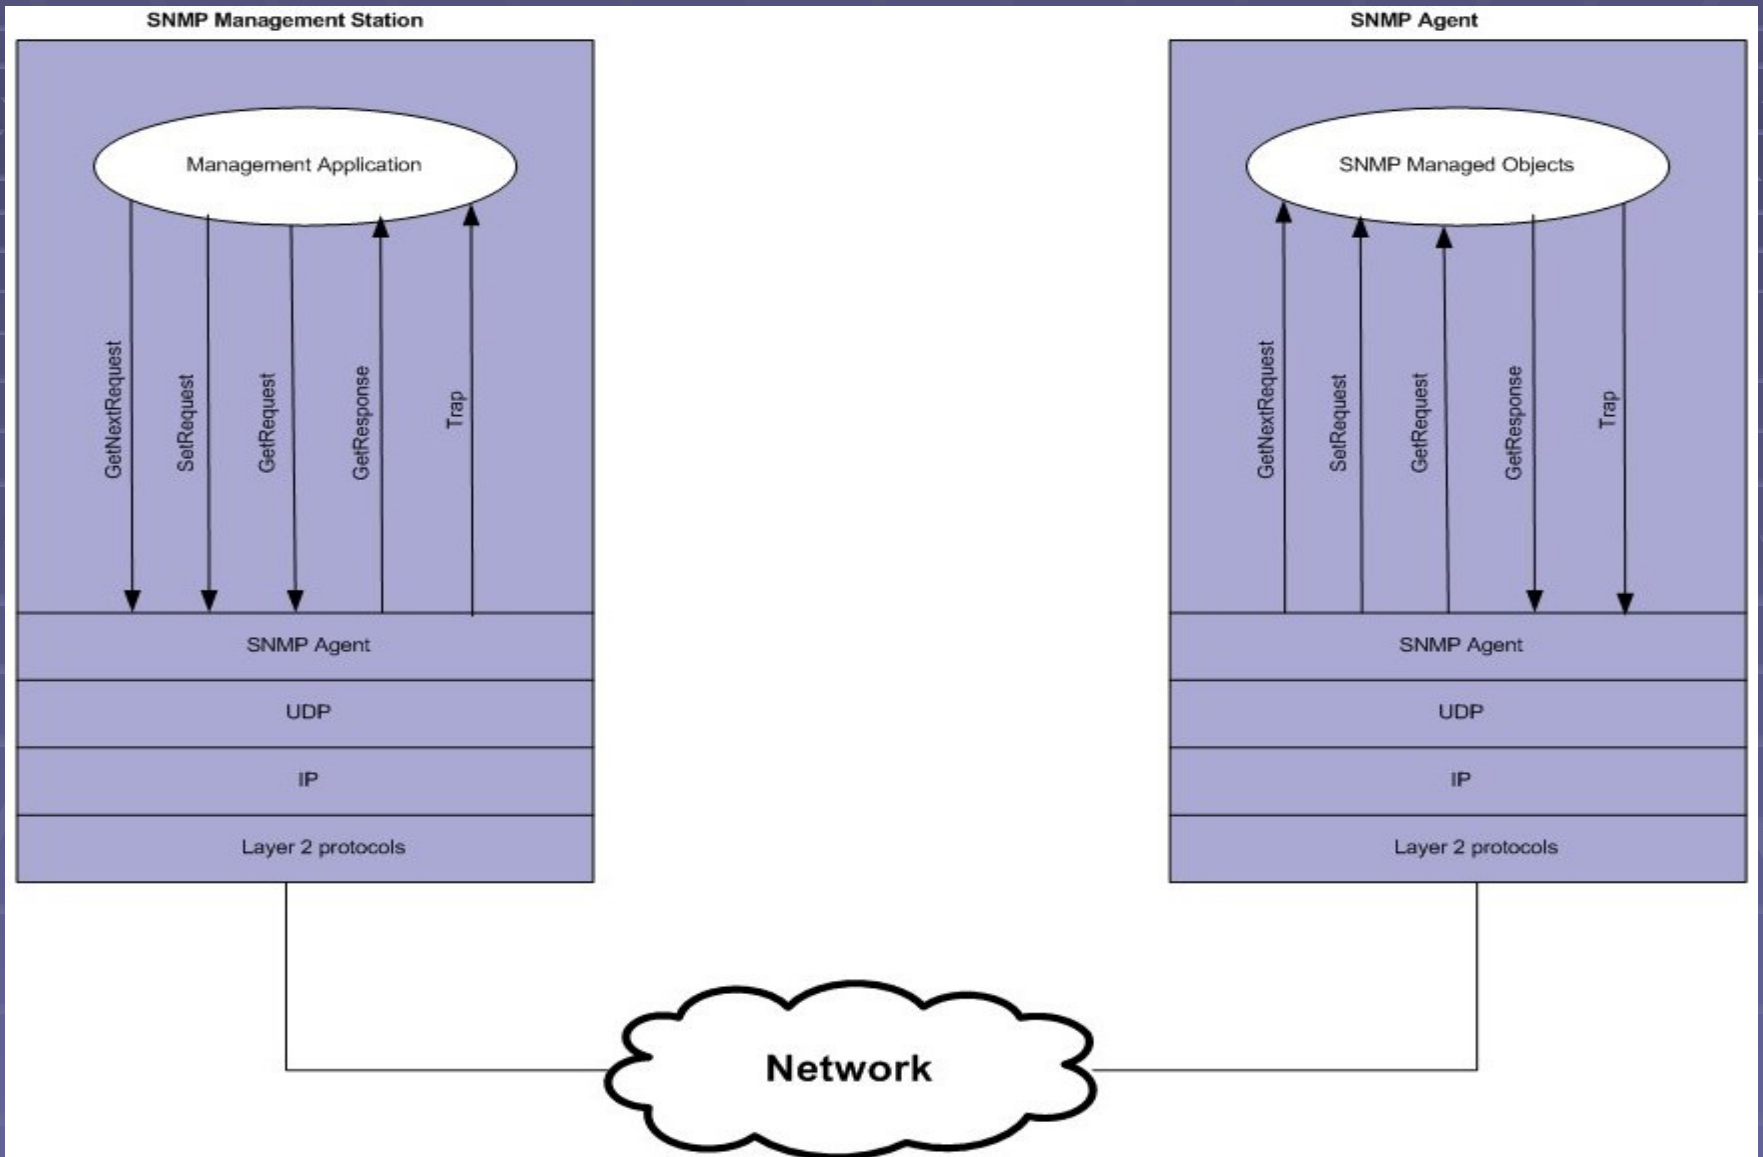 SNMP Management Station
Management Application
GetNextRequest
SetRequest
GetRequest
GetResponse
Trap
SNMP Agent
UDP
IP
Layer 2 protocols
SNMP Agent
SNMP Managed Objects
GetNextRequest
SetRequest
GetRequest
GetResponse
Trap
SNMP Agent
UDP
IP
Layer 2 protocols
Network